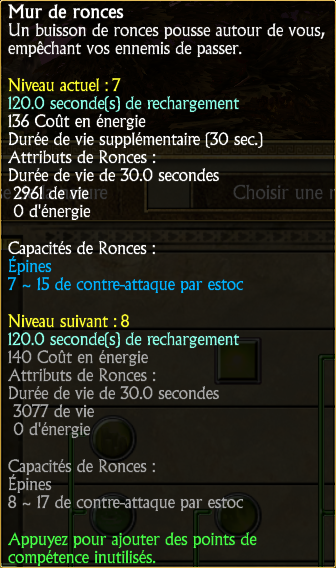 Mur de ronces
Un buisson de ronces pousse autour de vous,
empêchant vos ennemis de passer.
Niveau actuel : 7
120.0 seconde(s) de rechargement
136 Coût en énergie
Durée de vie supplémentaire (30 sec.)
Attributs de Ronces :
Durée de vie de 30.0 secondes
2961 de vie
Choisir une r
0 d'énergie
Capacités de Ronces :
Épines
7 ~ 15 de contre-attaque par estoc
Niveau suivant : 8
120.0 seconde(s) de rechargement
140 Coût en énergie
Attributs de Ronces :
Durée de vie de 30.0 secondes
3077 de vie
0 d'énergie
Capacités de Ronces :
Épines
8 ~ 17 de contre-attaque par estoc
Appuyez pour ajouter des points de
compétence inutilisés.